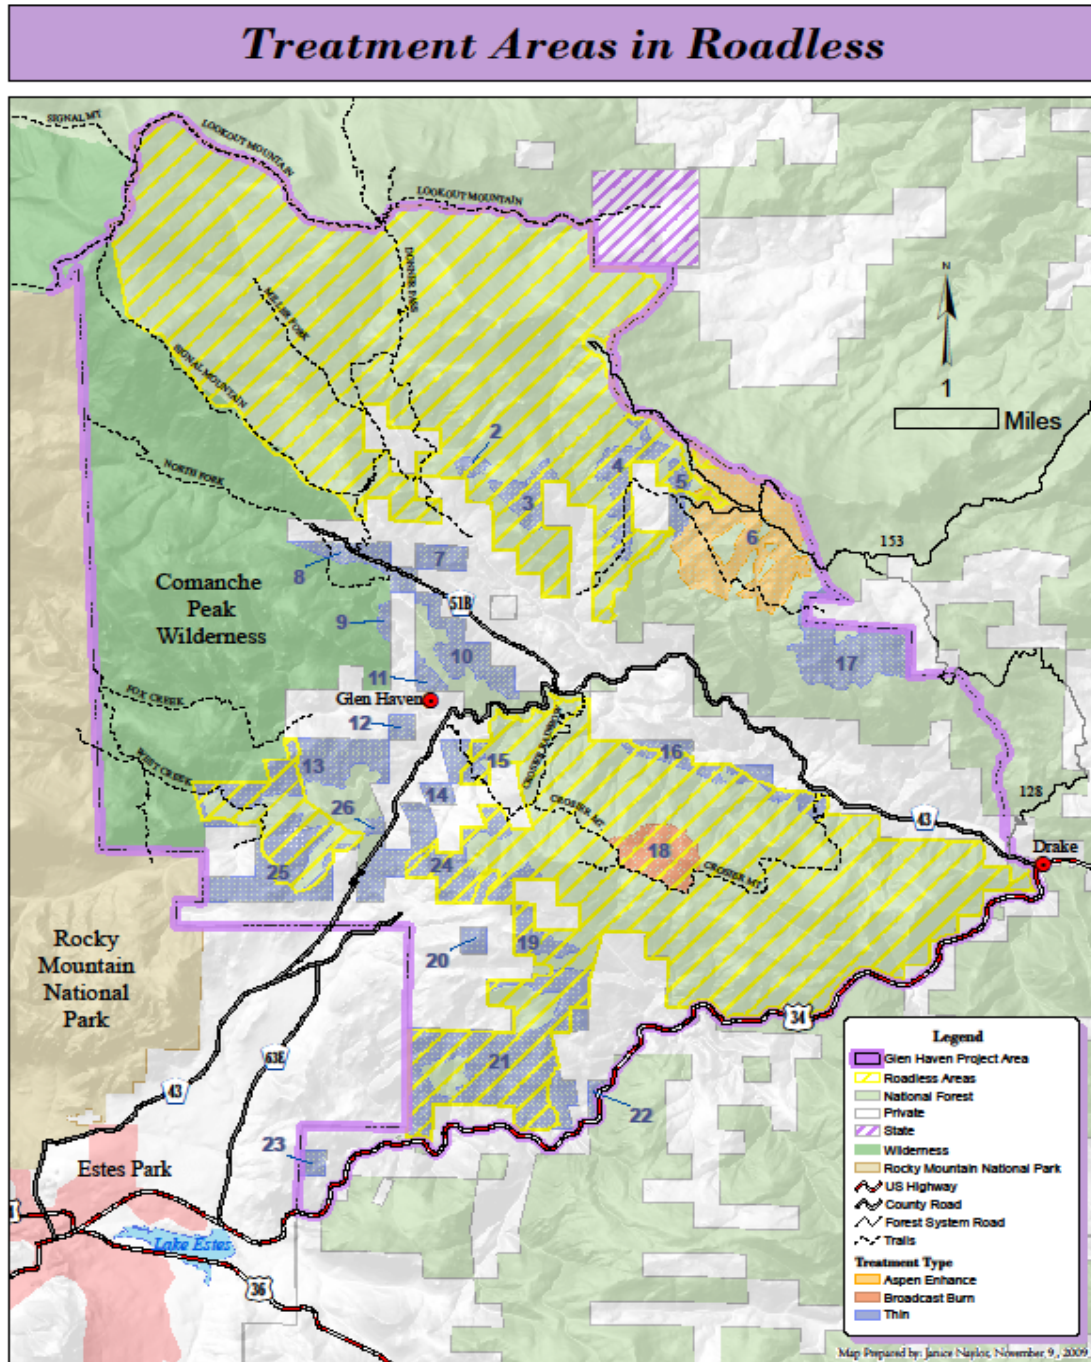 Treatment Areas in Roadless
SIGNAL MT
LOOKOUT MOUNTAIN
LOOKOUT MOUNTAIN
DONNER PASS
MILLER FORK
SIGNAL MOUNTAIN
NORTH FORK
N
1
Miles
2
4
5
3
6
153
7
8
51B
Comanche
Peak
Wilderness
9
10
17
11
Glen Haven
12
FOX CREEK
WEST CREEK
13
15
16
14
CROSIER MT
128
26
43
18
Drake
24
CROSIER MT
25
19
20
Rocky
Mountain
National
Park
34
21
63E
43
22
23
Estes Park
Lake Estes
36
Legend
Glen Haven Project Area
Roadless Areas
National Forest
Private
State
Wilderness
Rocky Mountain National Park
US Highway
County Road
Forest System Road
Trails
Treatment Type
Aspen Enhance
Broadcast Burn
Thin
Map Prepared by: Janice Naylor, November 9, 2009